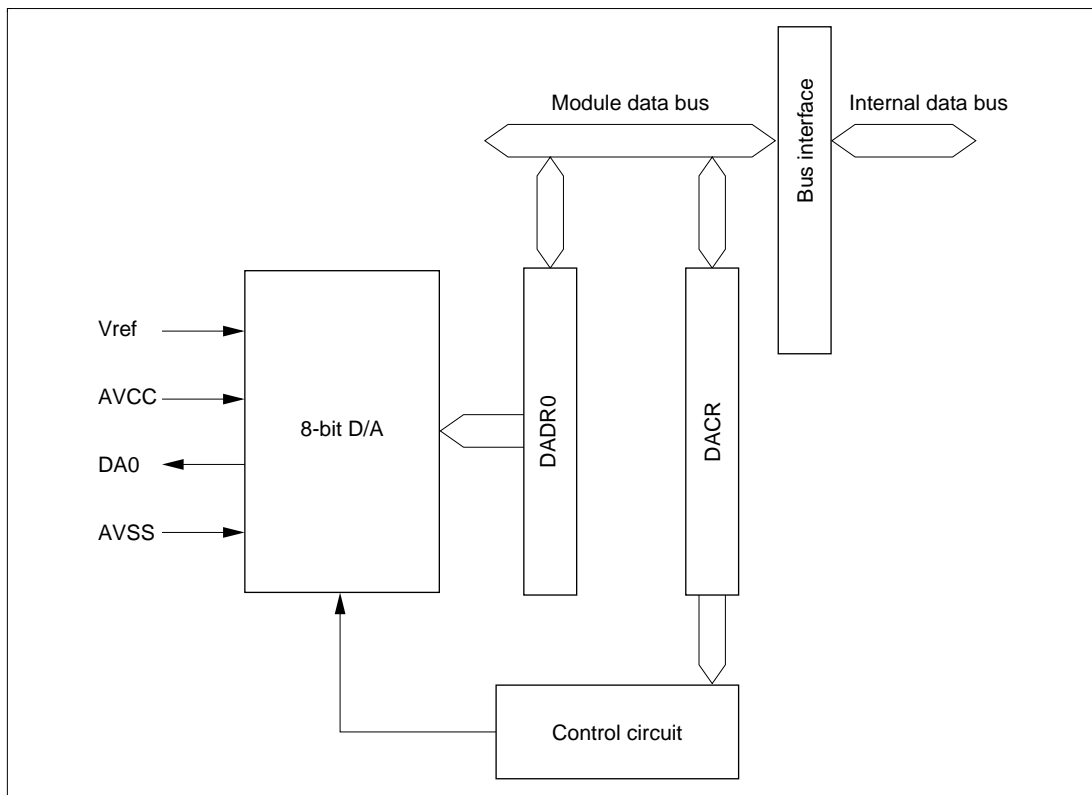 Module data bus
Internal data bus
Bus interface
Vref
AVCC
DA0
AVSS
8-bit D/A
DADR0
DACR
Control circuit